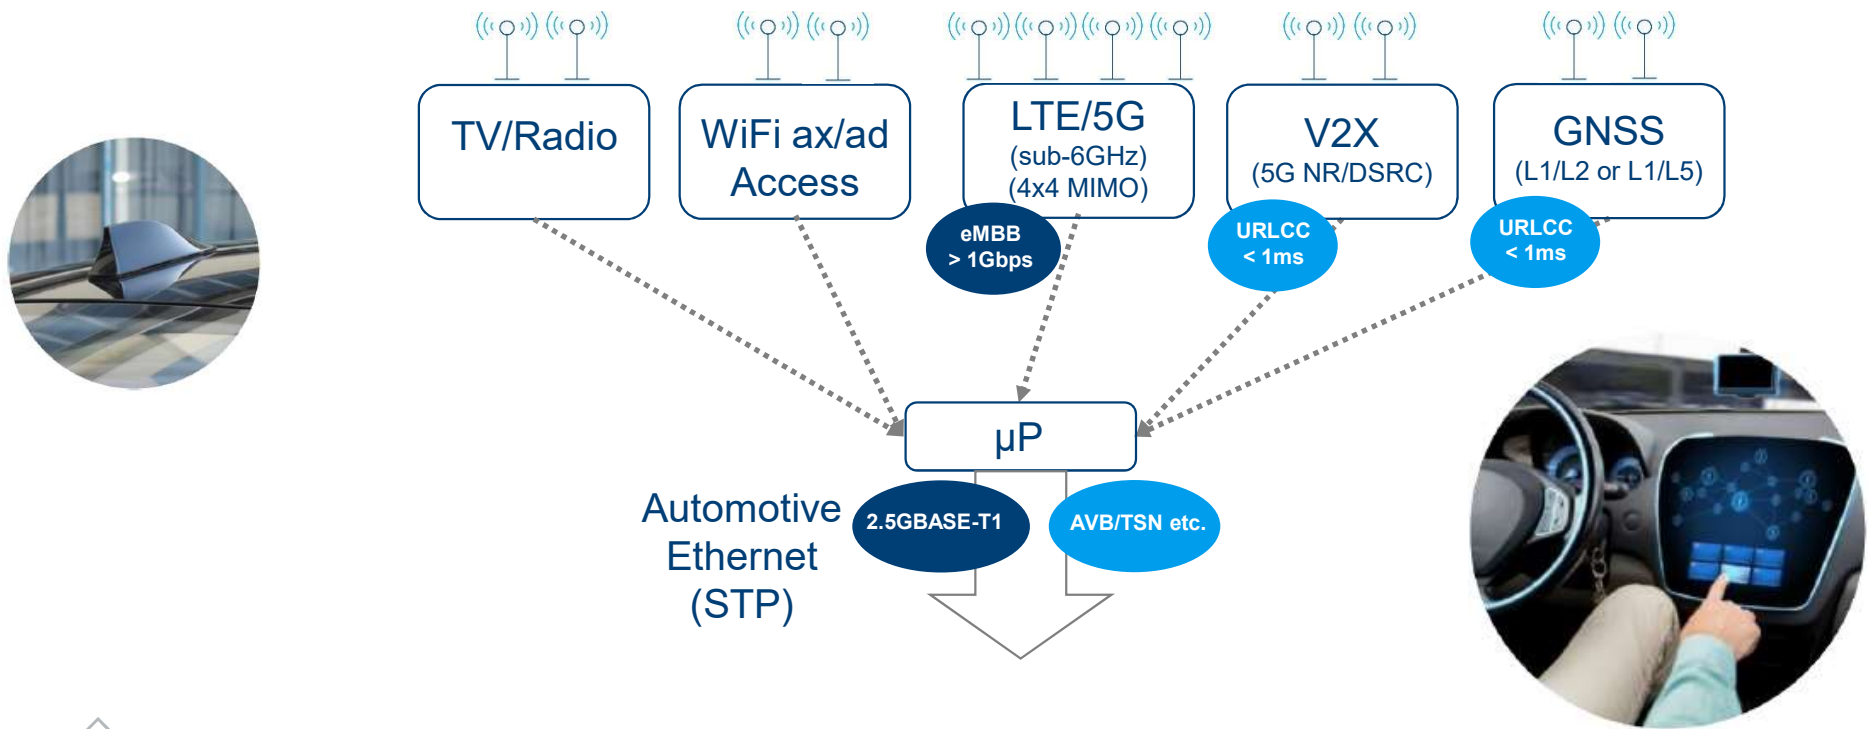 TV/Radio
WiFi ax/ad
Access
LTE/5G
(sub-6GHz)
(4x4 MIMO)
V2X
(5G NR/DSRC)
GNSS
(L1/L2 or L1/L5)
eMBB
> 1Gbps
URLCC
< 1ms
URLCC
< 1ms
µP
Automotive
Ethernet
(STP)
2.5GBASE-T1
AVB/TSN etc.